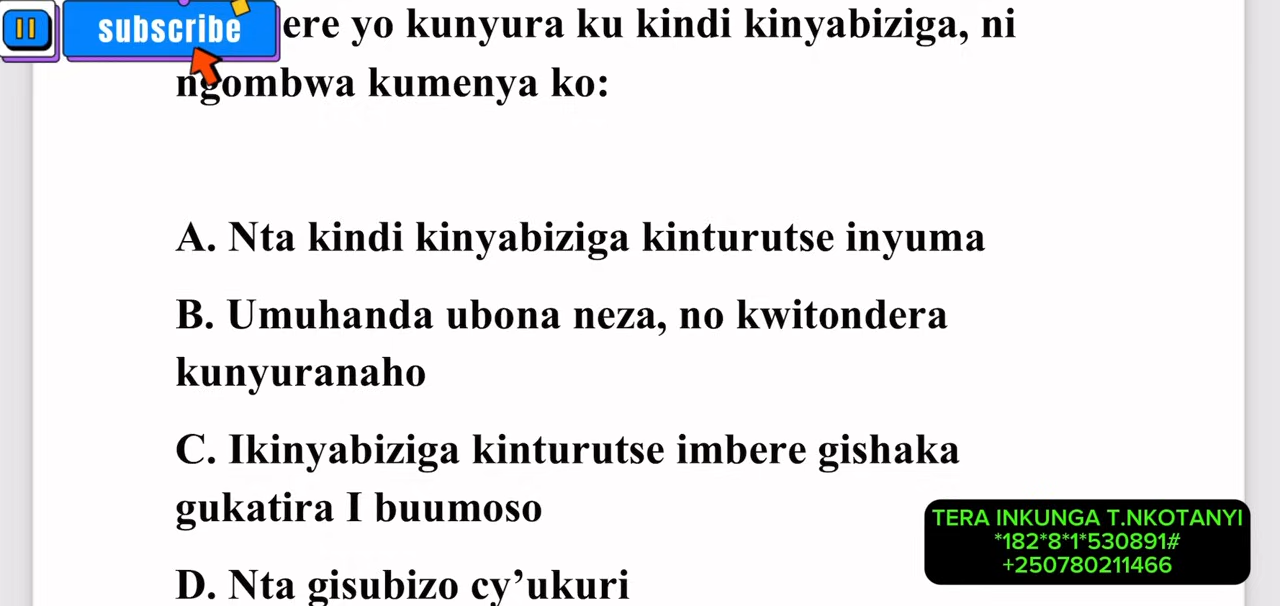 subscribe
ere yo kunyura ku kindi kinyabiziga, ni
ngombwa kumenya ko:
A. Nta kindi kinyabiziga kinturutse inyuma
B. Umuhanda ubona neza, no kwitondera
kunyuranaho
C. Ikinyabiziga kinturutse imbere gishaka
gukatira I buumoso
D. Nta gisubizo cy’ukuri
TERA INKUNGA T.NKOTANYI
*182*8*1*530891#
+250780211466